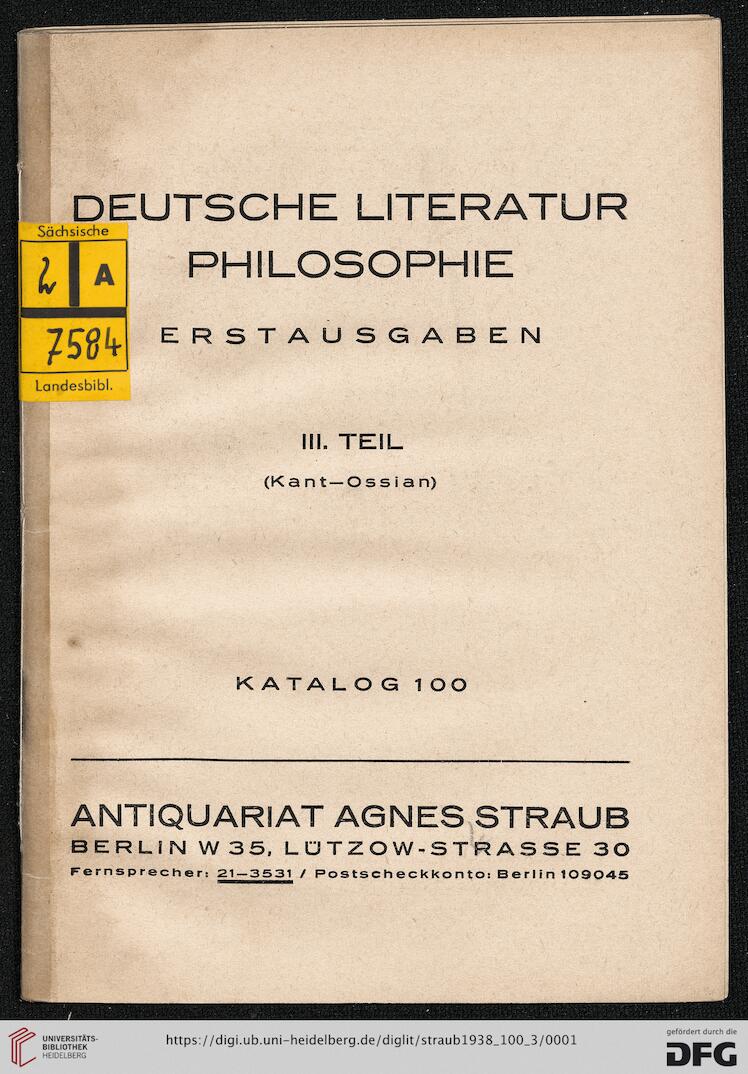 DEUTSCHE LITERATUR
PHILOSOPHIE
ERSTAUSGABEN
Sächsische
A
7584
Landesbibl.
III. TEIL
(Kant—Ossian)
KATALOG 100
ANTIQUARIAT AGNES STRAUB
BERLIN W 35, LÜTZOW-STRASSE 30
Fernsprecher: 21—3531 / Postscheckkonto: Berlin 109045
UNIVERSITÄTS-
BIBLIOTHEK
HEIDELBERG
https://digi.ub.uni-heidelberg.de/diglit/straub1938_100_3/0001
gefördert durch die
DFG